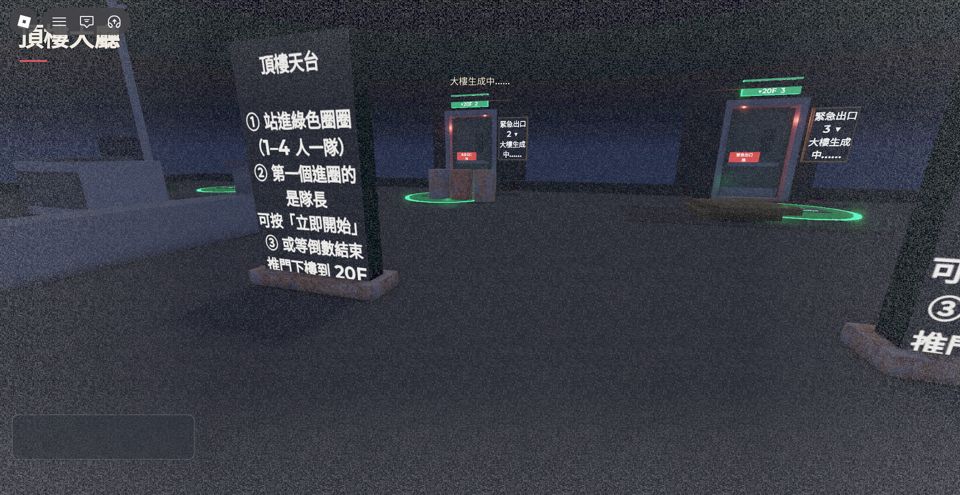 頂樓大廳
頂樓天台
① 站進綠色圈圈
(1–4 人一隊)
② 第一個進圈的
是隊長
可按「立即開始」
③ 或等倒數結束
推門下樓到 20F
大樓生成中......
20F 2
緊急出口
2 ▼
大樓生成
中......
20F 3
緊急出口
3 ▼
大樓生成
中......
可
③
推門